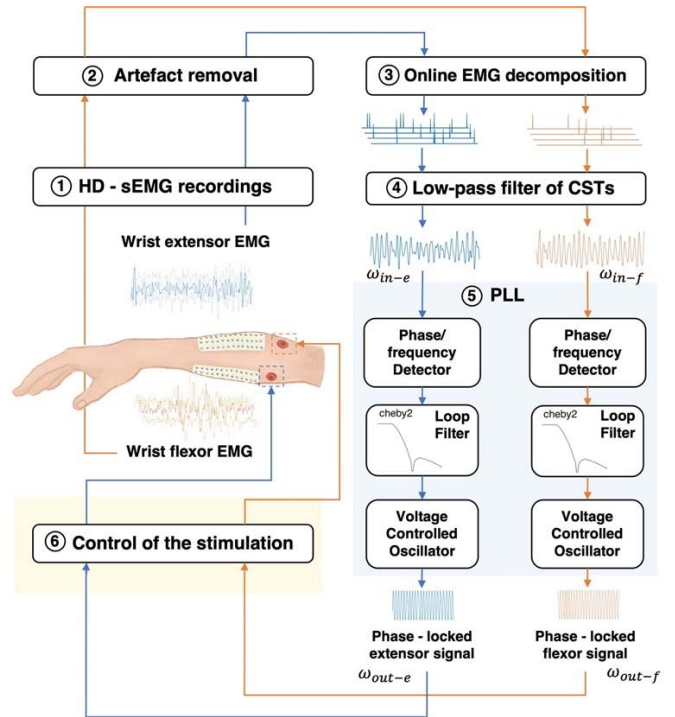 ② Artefact removal
③ Online EMG decomposition
① HD - sEMG recordings
④ Low-pass filter of CSTs
Wrist extensor EMG
ω_in−e
ω_in−f
⑤ PLL
Phase/
frequency
Detector
Phase/
frequency
Detector
cheby2
Loop
Filter
cheby2
Loop
Filter
Wrist flexor EMG
Voltage
Controlled
Oscillator
Voltage
Controlled
Oscillator
⑥ Control of the stimulation
Phase - locked
extensor signal
Phase - locked
flexor signal
ω_out−e
ω_out−f